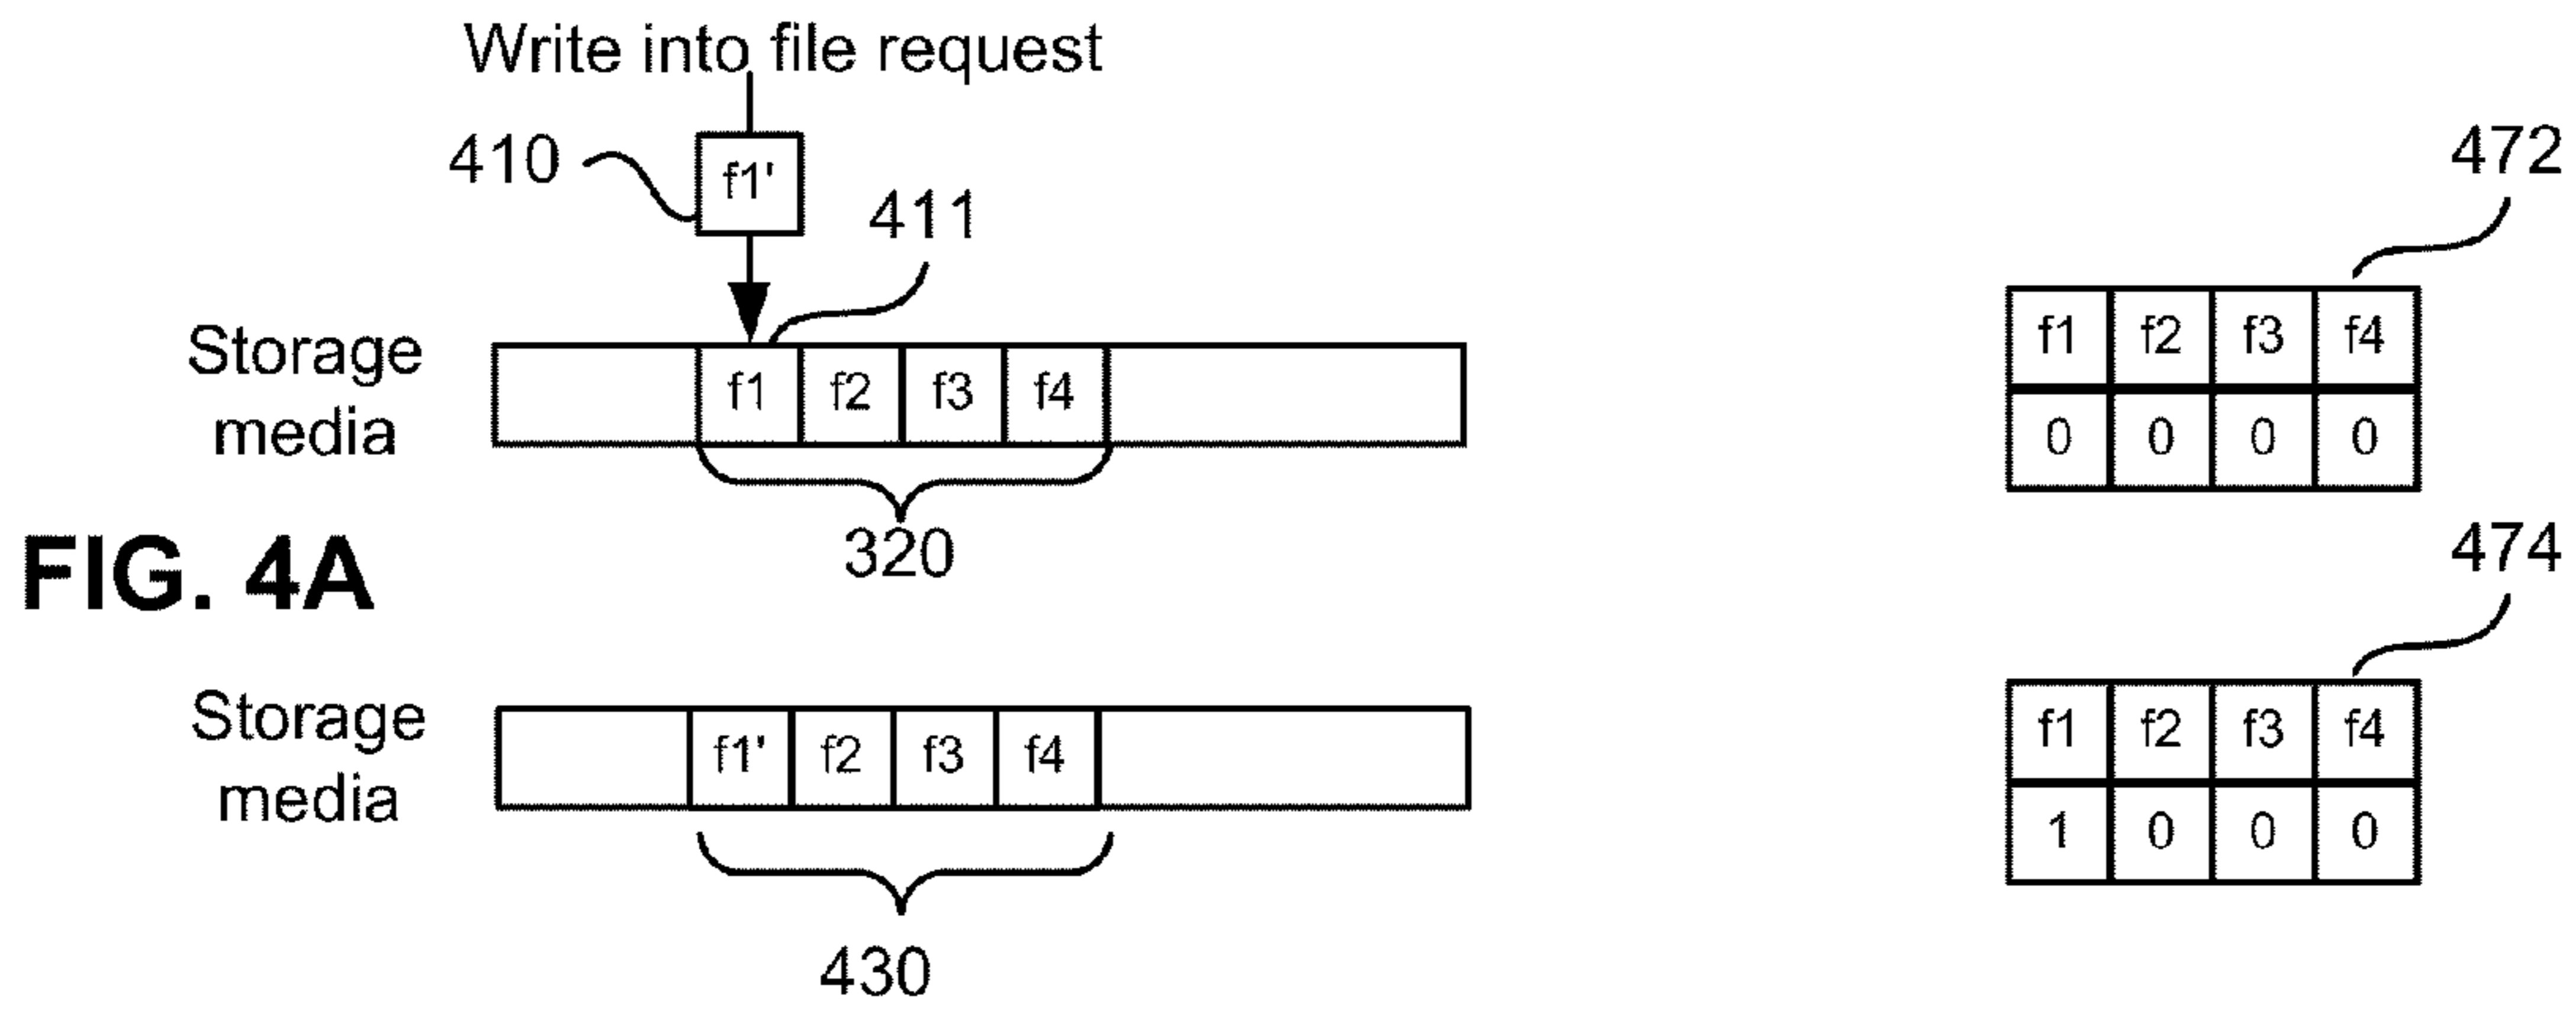 Write into file request
410
f1'
411
472
Storage
media
f1 f2 f3 f4
f1 f2 f3 f4
0 0 0 0
320
FIG. 4A
474
Storage
media
f1' f2 f3 f4
f1 f2 f3 f4
1 0 0 0
430